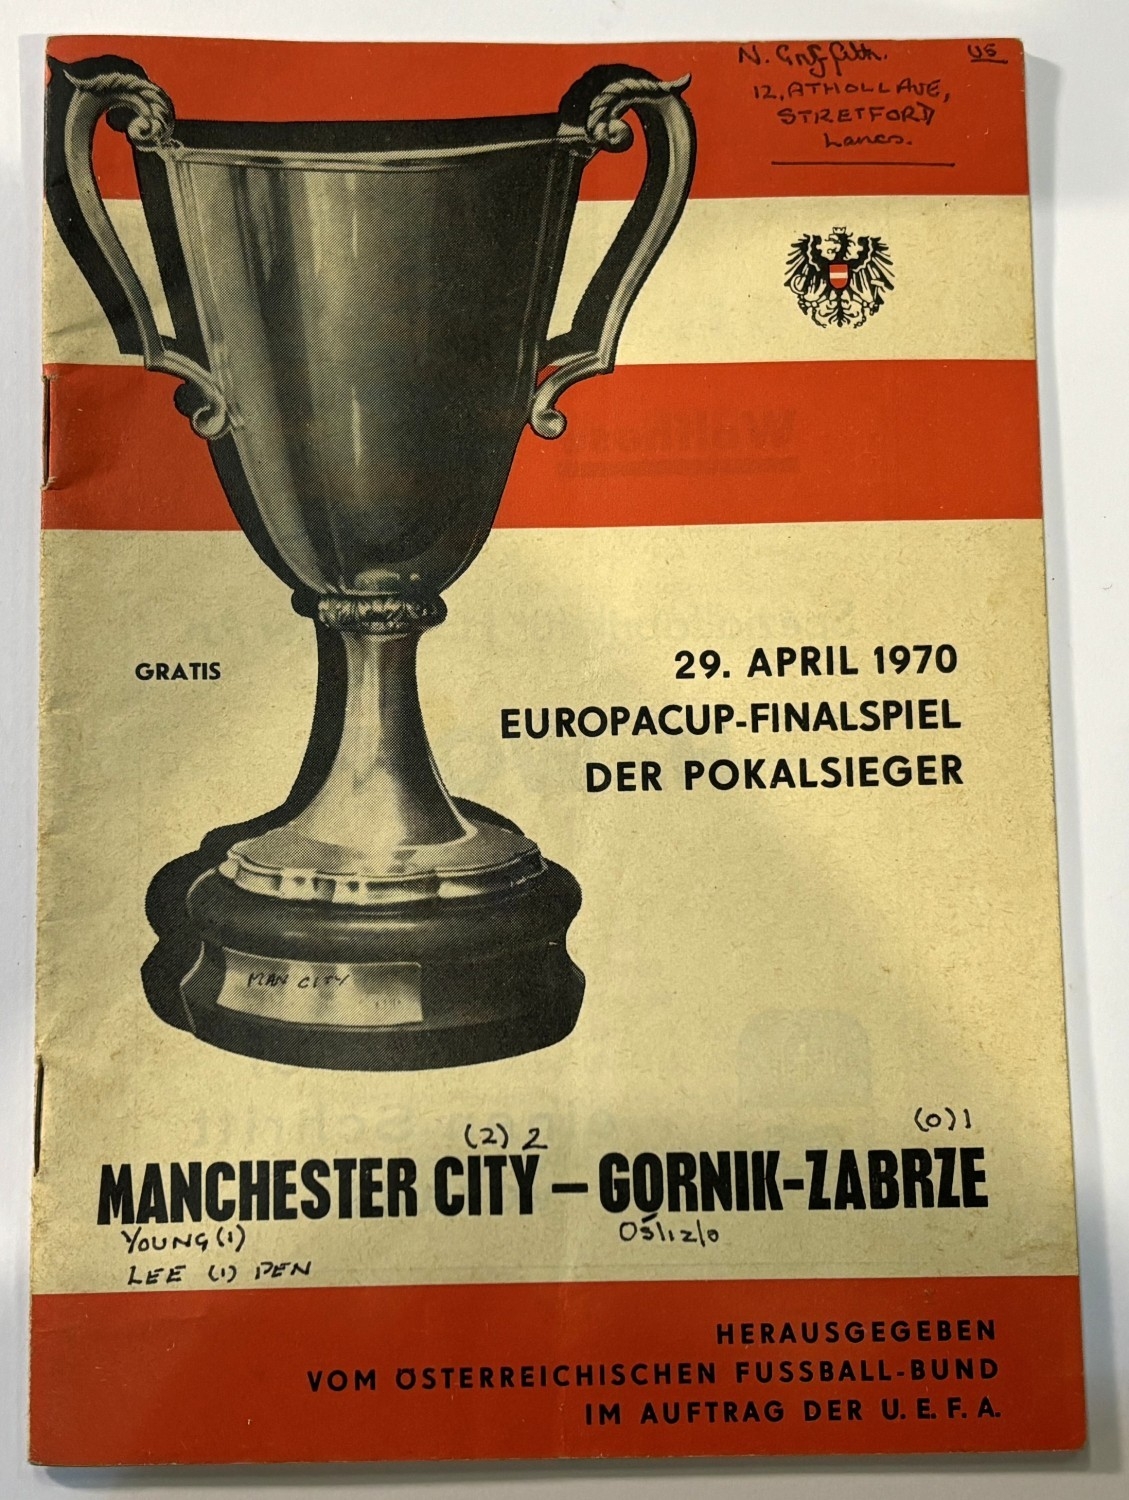 N. Griffith.
US
12, ATHOLL AVE,
STRETFORD
Lancs.
GRATIS
29. APRIL 1970
EUROPACUP-FINALSPIEL
DER POKALSIEGER
MAN CITY
(2) 2
(0) 1
MANCHESTER CITY – GORNIK-ZABRZE
YOUNG (1)
LEE (1) PEN
HERAUSGEGEBEN
VOM ÖSTERREICHISCHEN FUSSBALL-BUND
IM AUFTRAG DER U. E. F. A.